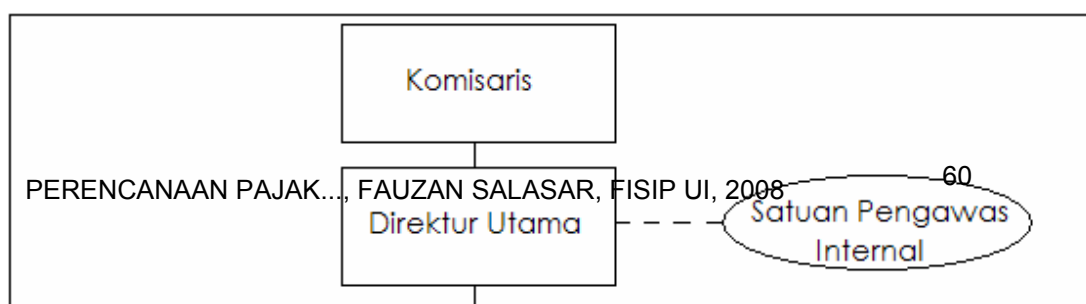 Komisaris
PERENCANAAN PAJAK..., FAUZAN SALASAR, FISIP UI, 2008
60
Direktur Utama
Satuan Pengawas
Internal